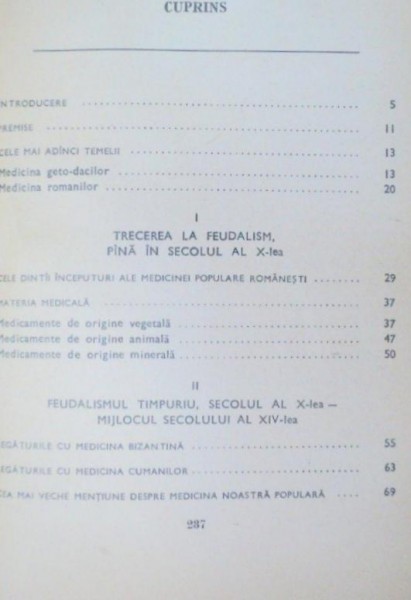 CUPRINS
INTRODUCERE 5
PREMISE 11
CELE MAI ADÎNCI TEMELII 13
Medicina geto-dacilor 13
Medicina romanilor 20
I
TRECEREA LA FEUDALISM,
PÎNĂ ÎN SECOLUL AL X-lea
CELE DINTÎI ÎNCEPUTURI ALE MEDICINEI POPULARE ROMÂNEȘTI 29
MATERIA MEDICALĂ 37
Medicamente de origine vegetală 37
Medicamente de origine animală 47
Medicamente de origine minerală 50
II
FEUDALISMUL TIMPURIU, SECOLUL AL X-lea —
MIJLOCUL SECOLULUI AL XIV-lea
LEGĂTURILE CU MEDICINA BIZANTINĂ 55
LEGĂTURILE CU MEDICINA CUMANILOR 63
CEA MAI VECHE MENȚIUNE DESPRE MEDICINA NOASTRĂ POPULARĂ 69
287